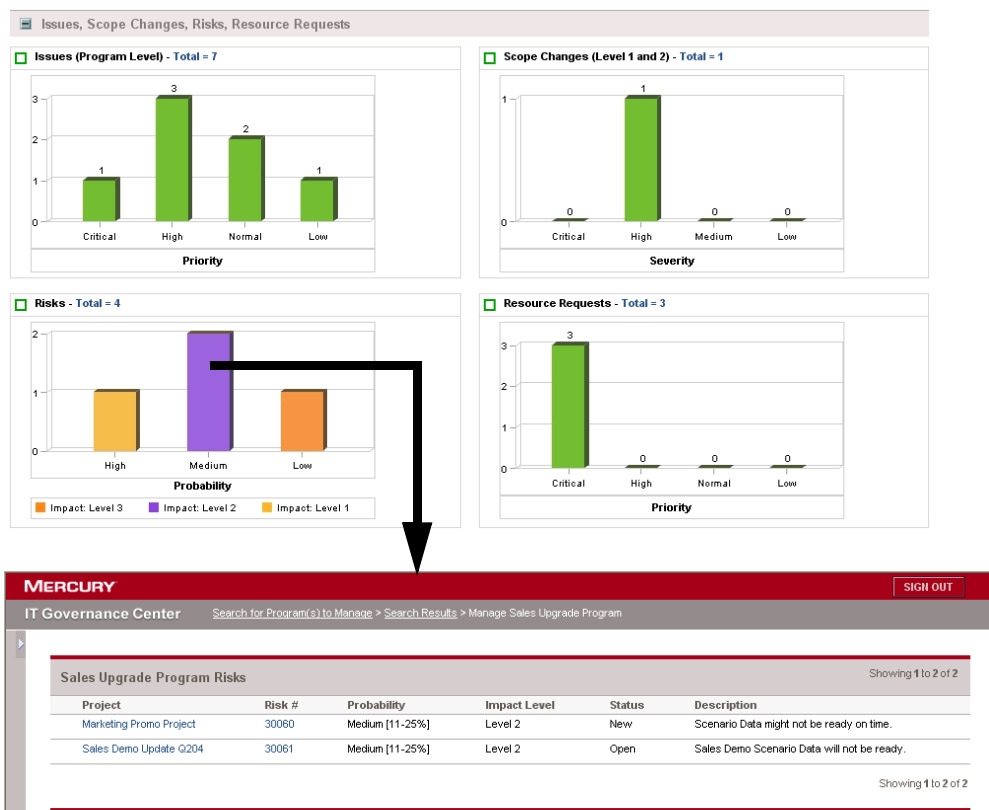 Issues, Scope Changes, Risks, Resource Requests
Issues (Program Level) - Total = 7
3
2
1
0
1
3
2
1
Critical High Normal Low
Priority
Scope Changes (Level 1 and 2) - Total = 1
1
0
0
1
0
0
Critical High Medium Low
Severity
Risks - Total = 4
2
1
0
High Medium Low
Probability
Impact: Level 3 Impact: Level 2 Impact: Level 1
Resource Requests - Total = 3
3
2
1
0
3
0
0
0
Critical High Normal Low
Priority
MERCURY SIGN OUT
IT Governance Center Search for Program(s) to Manage > Search Results > Manage Sales Upgrade Program
Sales Upgrade Program Risks Showing 1 to 2 of 2
Project Risk # Probability Impact Level Status Description
Marketing Promo Project 30060 Medium [11-25%] Level 2 New Scenario Data might not be ready on time.
Sales Demo Update Q204 30061 Medium [11-25%] Level 2 Open Sales Demo Scenario Data will not be ready.
Showing 1 to 2 of 2